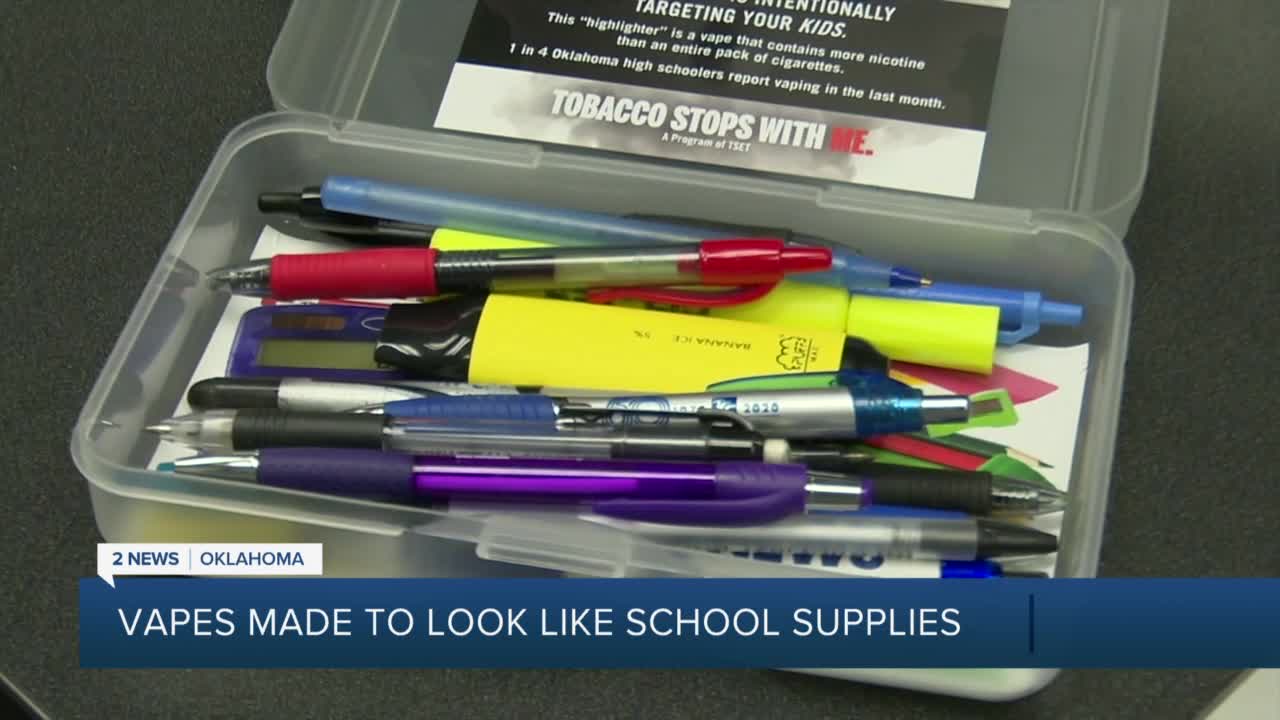 INTENTIONALLY
TARGETING YOUR KIDS.
This "highlighter" is a vape that contains more nicotine
than an entire pack of cigarettes.
1 in 4 Oklahoma high schoolers report vaping in the last month.
TOBACCO STOPS WITH ME.
A Program of TSET
BANANA ICE
5%
2020
2 NEWS OKLAHOMA
VAPES MADE TO LOOK LIKE SCHOOL SUPPLIES